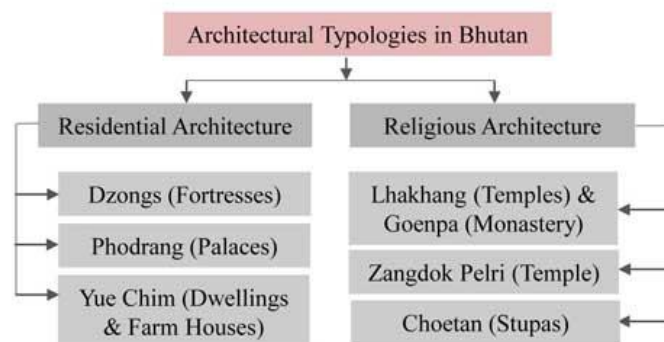 Architectural Typologies in Bhutan
Residential Architecture
Religious Architecture
Dzongs (Fortresses)
Phodrang (Palaces)
Yue Chim (Dwellings
& Farm Houses)
Lhakhang (Temples) &
Goenpa (Monastery)
Zangdok Pelri (Temple)
Choetan (Stupas)